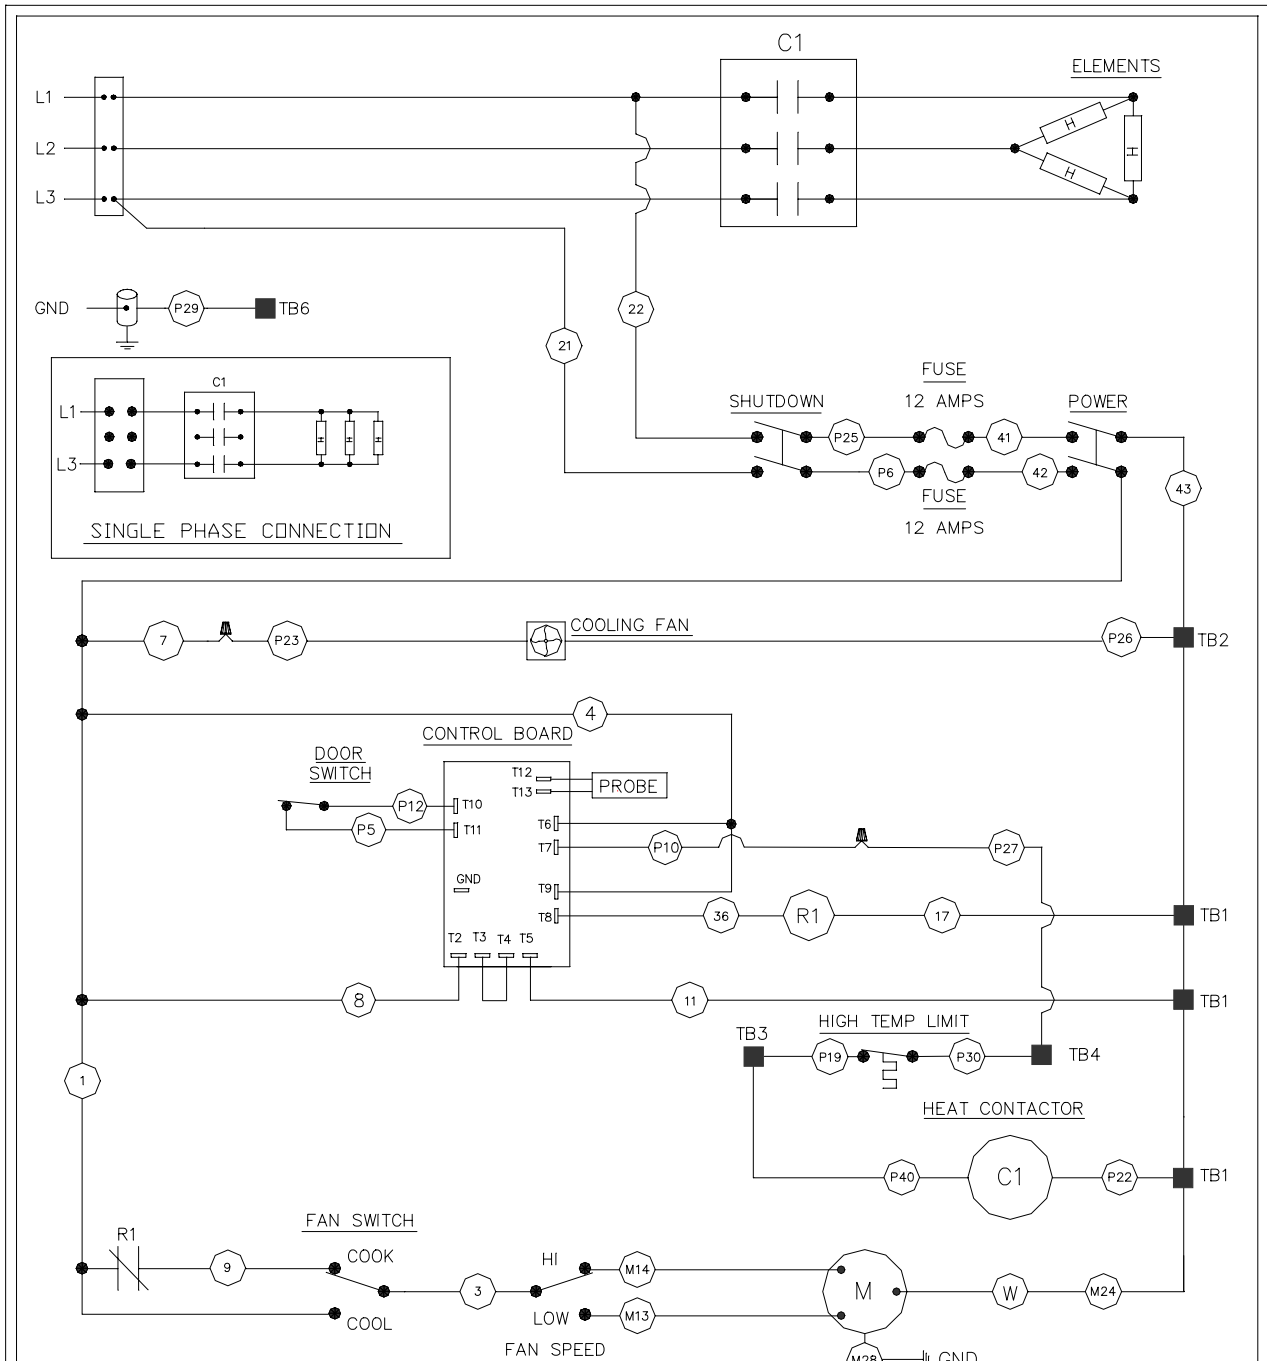 C1
ELEMENTS
L1
H
L2
H
H
L3
GND
P29
TB6
22
21
C1
L1
H H H
L3
SINGLE PHASE CONNECTION
FUSE
12 AMPS
SHUTDOWN
POWER
P25
41
P6
42
43
FUSE
12 AMPS
7
P23
COOLING FAN
P26
TB2
4
CONTROL BOARD
DOOR
SWITCH
T12
T13
PROBE
P12
T10
P5
T11
T6
T7
P10
P27
GND
T9
T8
36
R1
17
TB1
T2 T3 T4 T5
8
11
TB1
HIGH TEMP LIMIT
TB3
P19
P30
TB4
1
HEAT CONTACTOR
P40
C1
P22
TB1
FAN SWITCH
R1
9
COOK
HI
M14
3
M
W
M24
COOL
LOW
M13
FAN SPEED
M28
GND